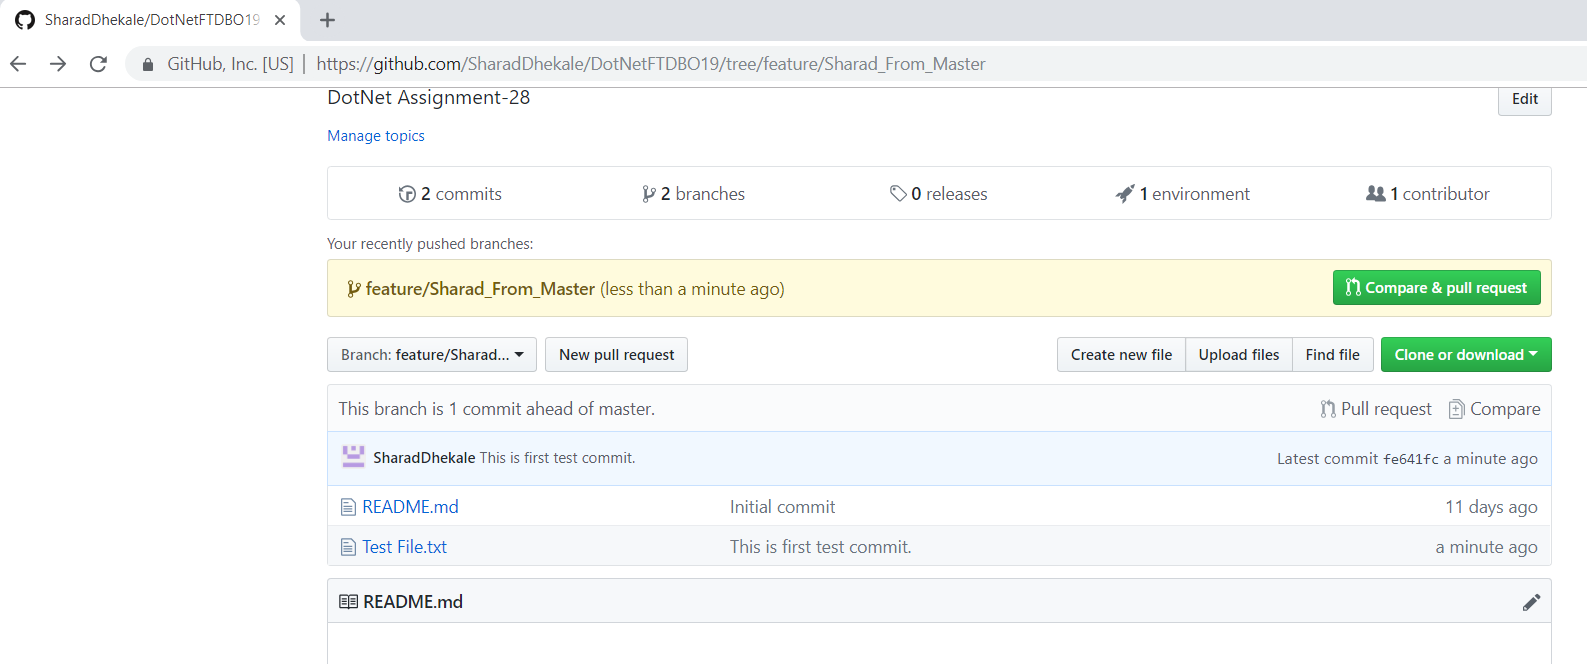 SharadDhekale/DotNetFTDBO19
GitHub, Inc. [US] | https://github.com/SharadDhekale/DotNetFTDBO19/tree/feature/Sharad_From_Master
DotNet Assignment-28 Edit
Manage topics
2 commits 2 branches 0 releases 1 environment 1 contributor
Your recently pushed branches:
feature/Sharad_From_Master (less than a minute ago) Compare & pull request
Branch: feature/Sharad... New pull request Create new file Upload files Find file Clone or download
This branch is 1 commit ahead of master. Pull request Compare
SharadDhekale This is first test commit. Latest commit fe641fc a minute ago
README.md Initial commit 11 days ago
Test File.txt This is first test commit. a minute ago
README.md